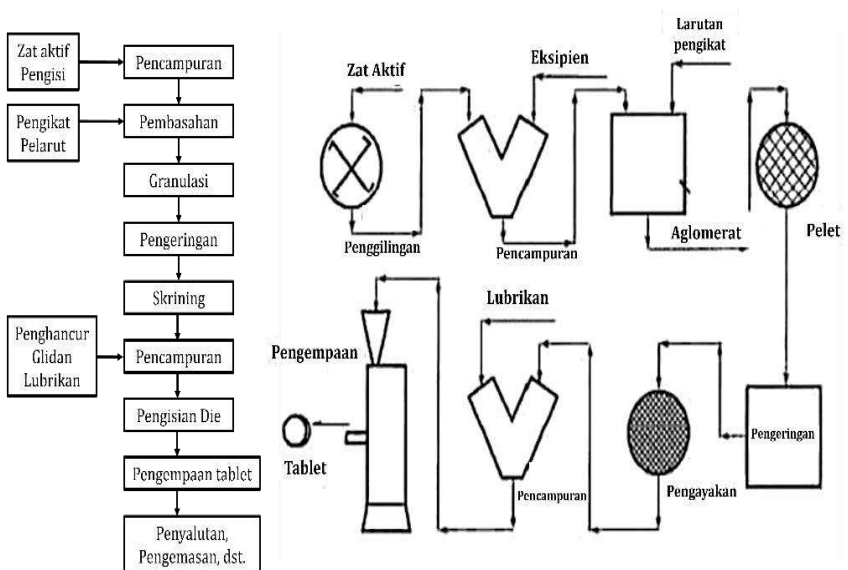 Zat aktif
Pengisi
Pencampuran
Pengikat
Pelarut
Pembasahan
Granulasi
Pengeringan
Skrining
Penghancur
Glidan
Lubrikan
Pencampuran
Pengisian Die
Pengempaan tablet
Penyalutan,
Pengemasan, dst.
Zat Aktif
Eksipien
Larutan
pengikat
Penggilingan
Pencampuran
Aglomerat
Pelet
Pengempaan
Lubrikan
Tablet
Pencampuran
Pengayakan
Pengeringan